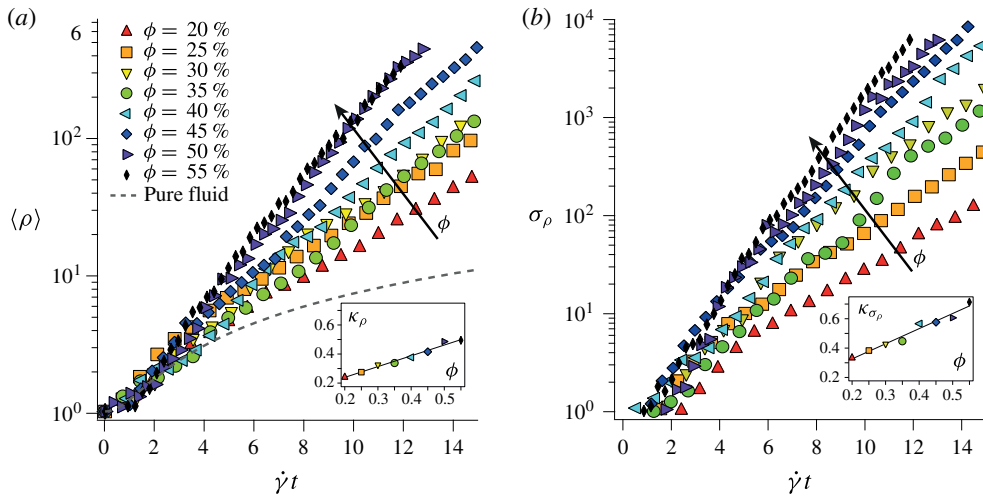 (a)
6
10²
10¹
10⁰
⟨ρ⟩
ϕ = 20 %
ϕ = 25 %
ϕ = 30 %
ϕ = 35 %
ϕ = 40 %
ϕ = 45 %
ϕ = 50 %
ϕ = 55 %
Pure fluid
ϕ
κρ
0.6
0.4
0.2
0.2 0.3 0.4 0.5
ϕ
0 2 4 6 8 10 12 14
γ̇ t
(b)
10⁴
10³
10²
10¹
10⁰
σρ
ϕ
κσρ
0.6
0.4
0.2
0.2 0.3 0.4 0.5
ϕ
0 2 4 6 8 10 12 14
γ̇ t